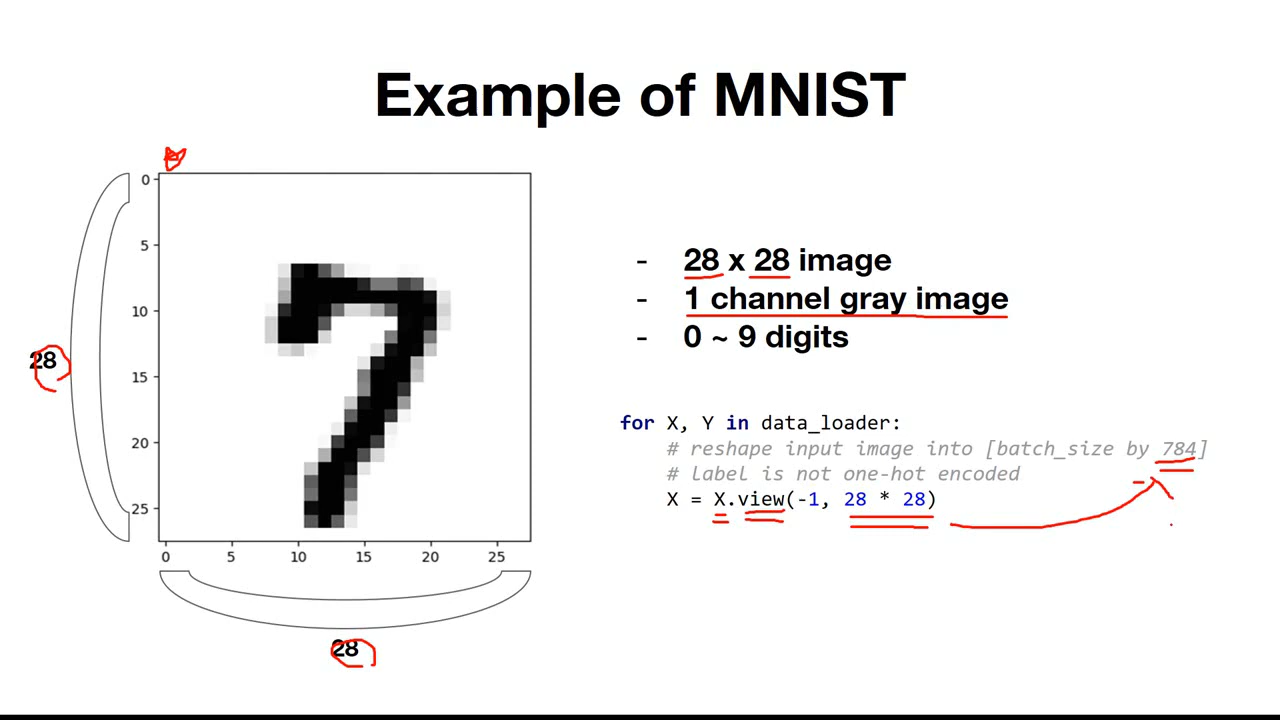 Example of MNIST
0
5
10
15
20
25
0 5 10 15 20 25
28
28
- 28 x 28 image
- 1 channel gray image
- 0 ~ 9 digits
for X, Y in data_loader:
# reshape input image into [batch_size by 784]
# label is not one-hot encoded
X = X.view(-1, 28 * 28)